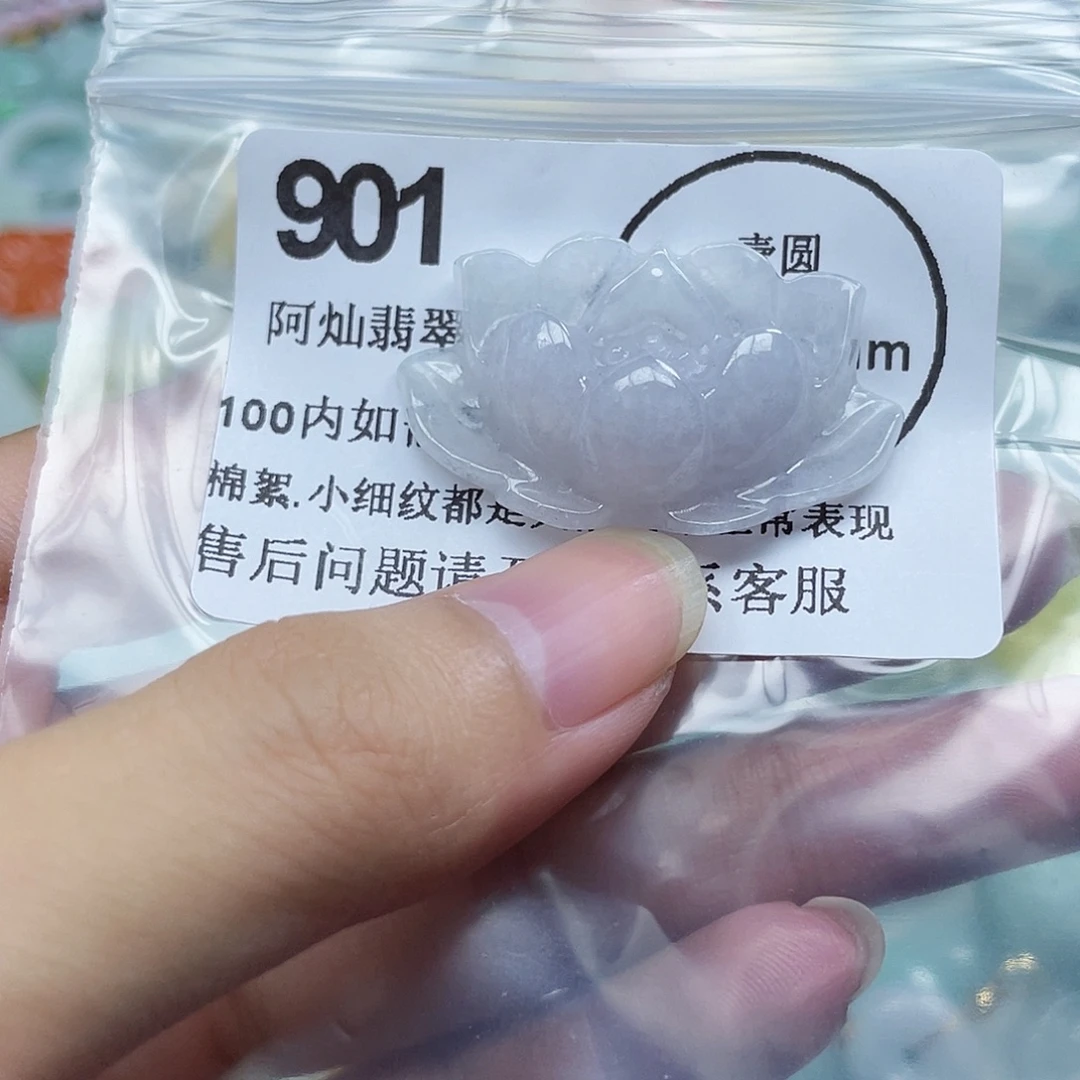 901
圆
mm
阿灿翡翠
100内如
棉絮.小细纹都是 常表现
售后问题请 系客服